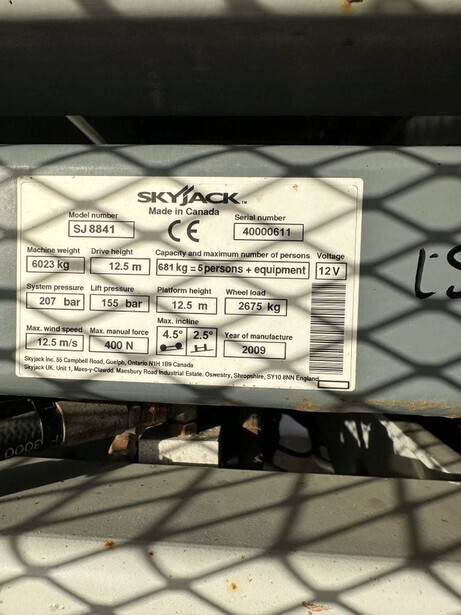 SKYJACK™
Made in Canada
Model number
SJ 8841
CE
Serial number
40000611
Machine weight
6023 kg
Drive height
12.5 m
Capacity and maximum number of persons
681 kg = 5 persons + equipment
Voltage
12 V
System pressure
207 bar
Lift pressure
155 bar
Platform height
12.5 m
Wheel load
2675 kg
Max. wind speed
12.5 m/s
Max. manual force
400 N
Max. incline
4.5° 2.5°
Year of manufacture
2009
Skyjack Inc. 55 Campbell Road, Guelph, Ontario N1H 1B9 Canada
Skyjack UK. Unit 1, Maes-y-Clawdd, Maesbury Road Industrial Estate. Oswestry, Shropshire, SY10 8NN England